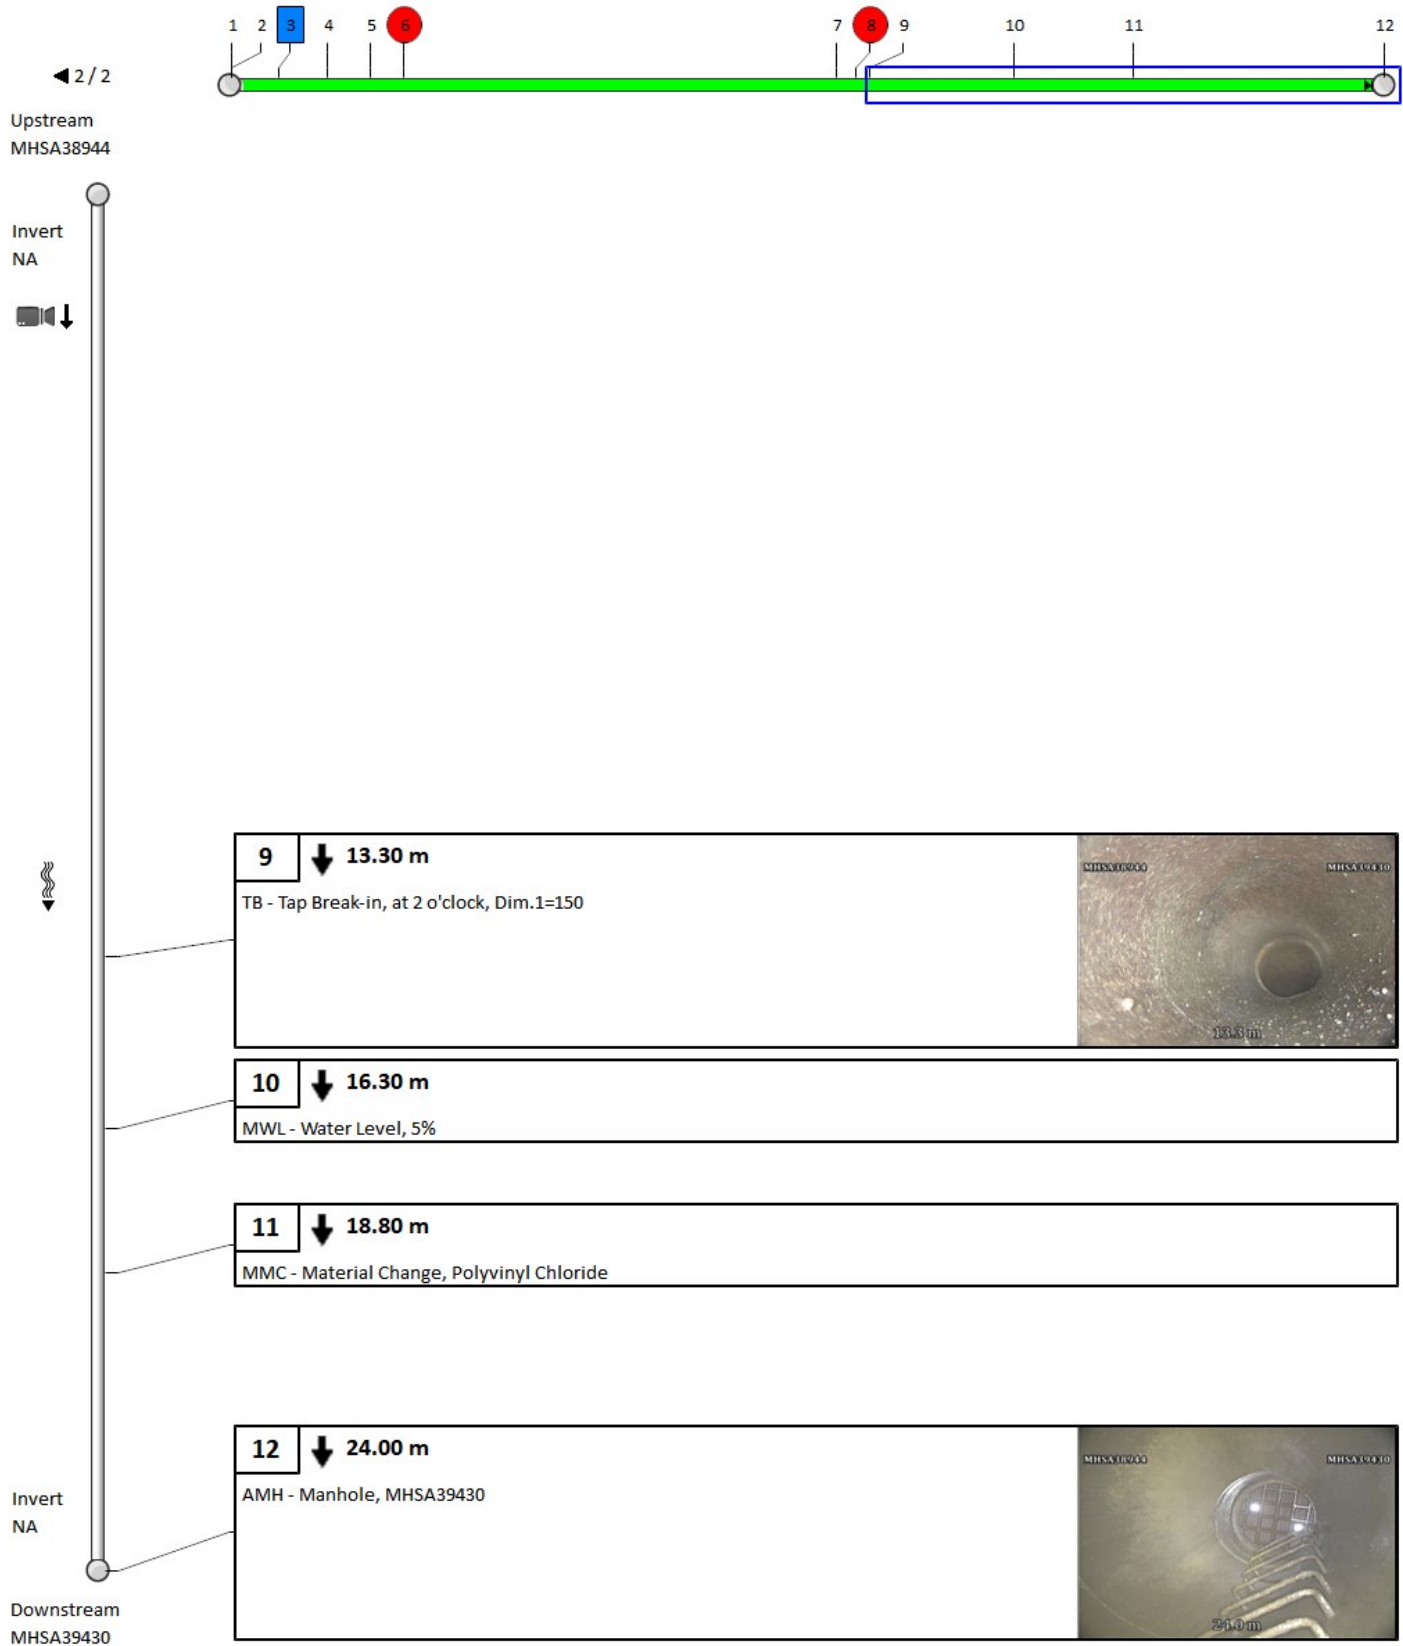 1 2 3 4 5 6 7 8 9 10 11 12
2 / 2
Upstream
MHSA38944
Invert
NA
9 13.30 m
TB - Tap Break-in, at 2 o'clock, Dim.1=150
MHSA38944 MHSA39430
13.3 m
10 16.30 m
MWL - Water Level, 5%
11 18.80 m
MMC - Material Change, Polyvinyl Chloride
12 24.00 m
AMH - Manhole, MHSA39430
MHSA38944 MHSA39430
24.0 m
Invert
NA
Downstream
MHSA39430